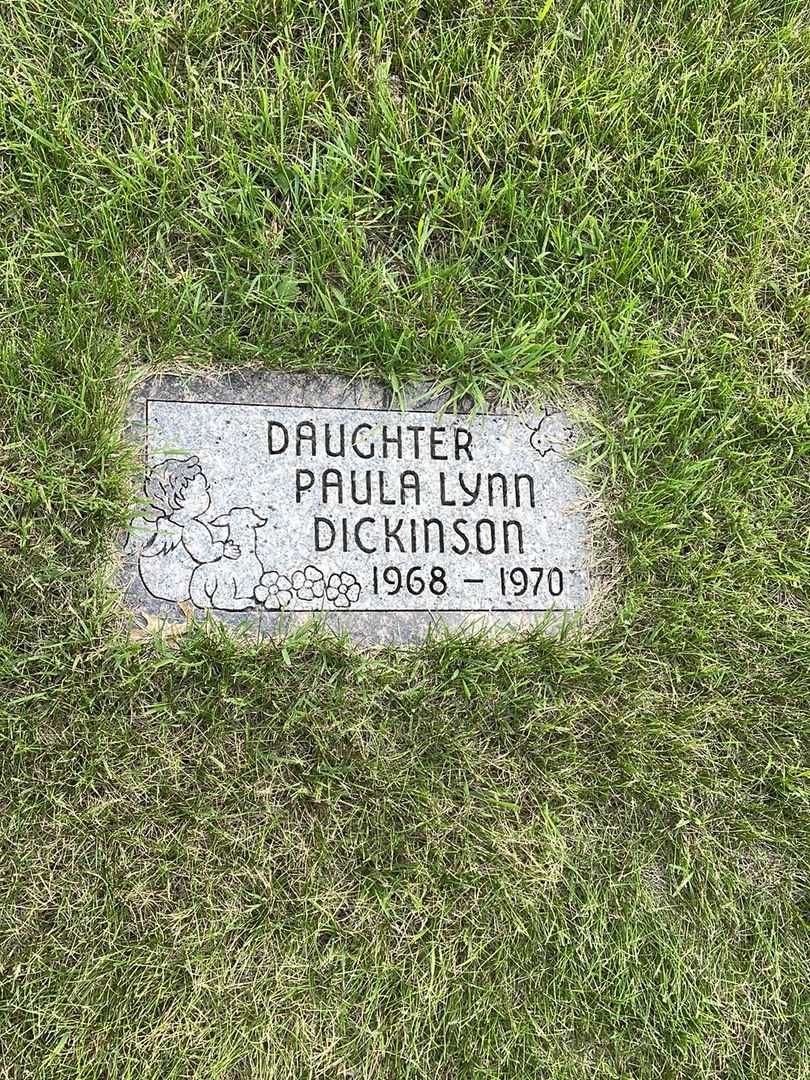 DAUGHTER
PAULA LYNN
DICKINSON
1968 – 1970